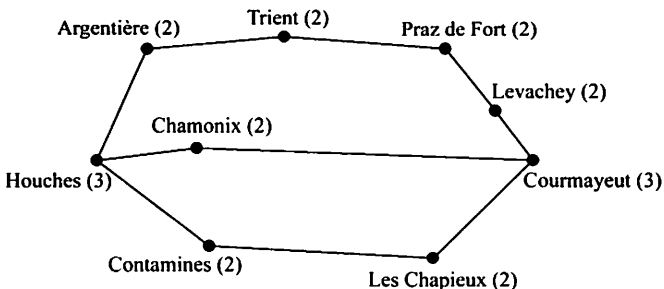 Trient (2)
Argentière (2)
Praz de Fort (2)
Levachey (2)
Chamonix (2)
Houches (3)
Courmayeut (3)
Contamines (2)
Les Chapieux (2)